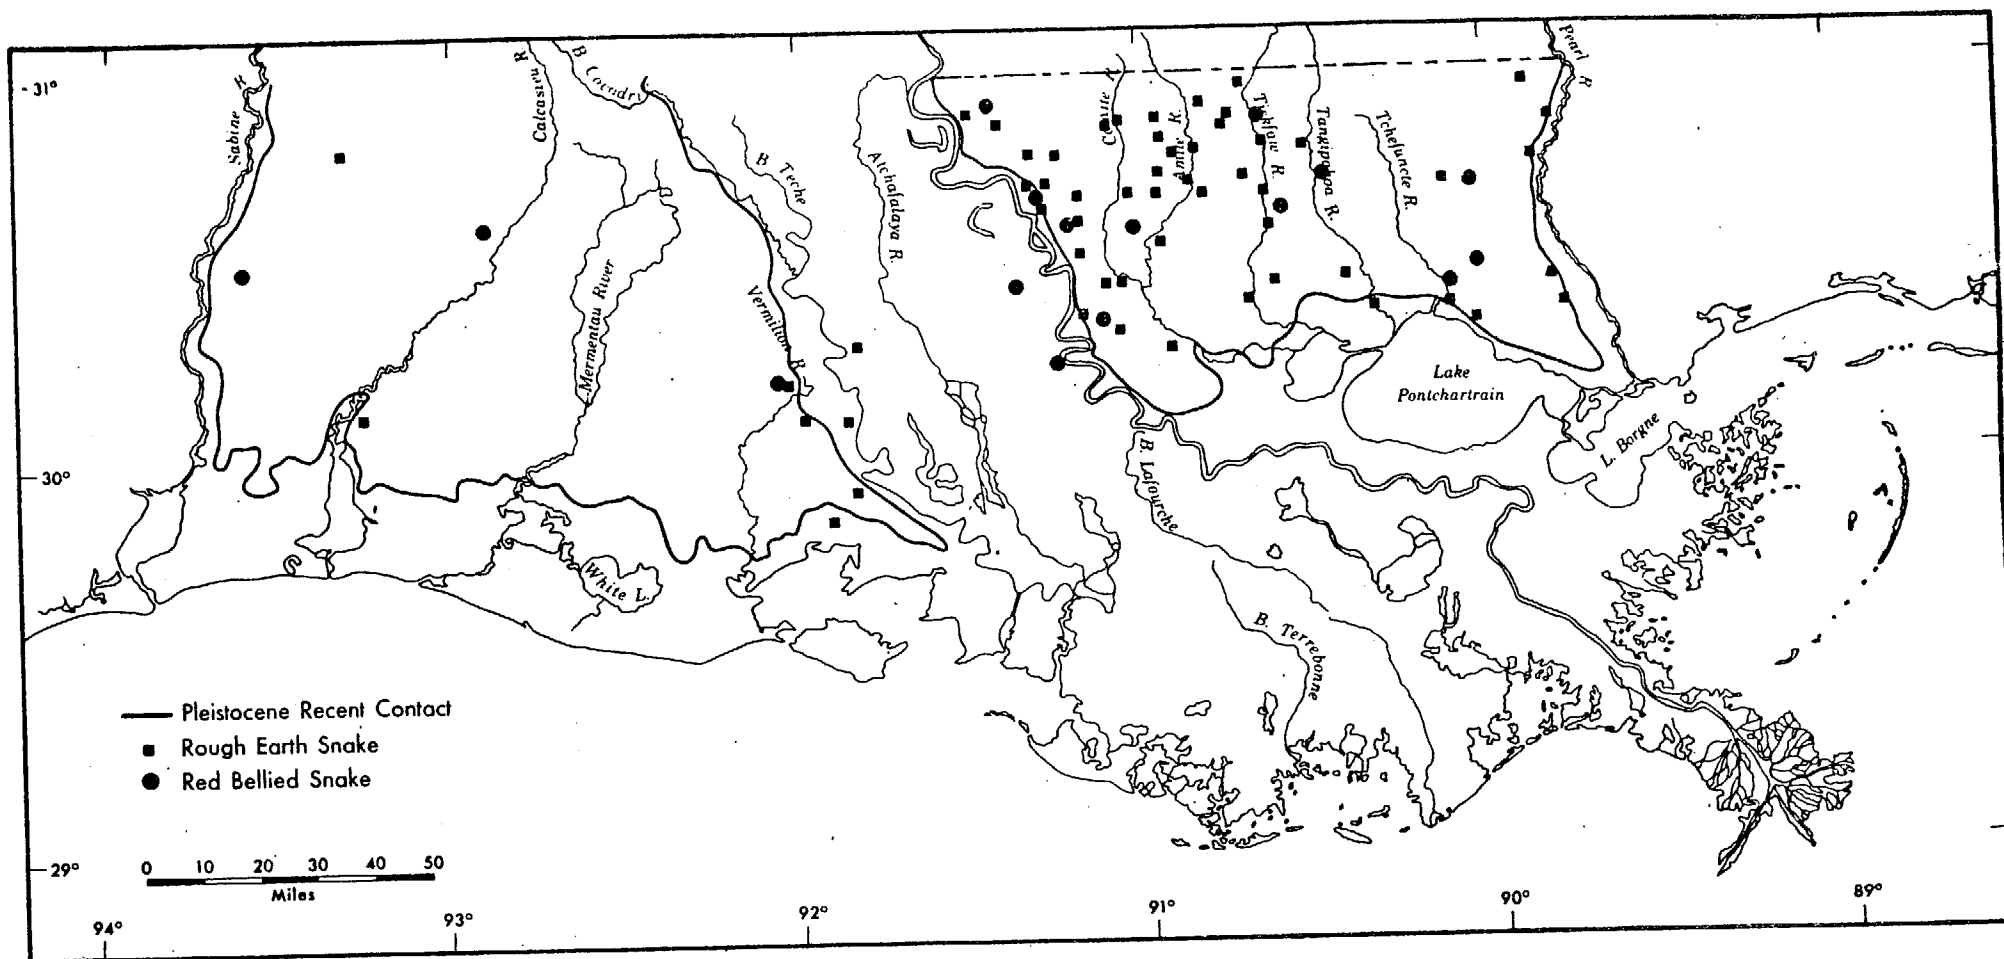 31°
Sabine R
Calcasieu R
B Cocndr
B Teche
Atchafalaya R.
Comite R
Amite R.
Tickfaw R.
Tangipahoa R.
Tchefuncte R.
Pearl R
Mermentau River
Vermilion R.
Lake
Pontchartrain
L. Borgne
30°
B. Lafourche
White L.
B. Terrebonne
Pleistocene Recent Contact
Rough Earth Snake
Red Bellied Snake
0 10 20 30 40 50
Miles
29°
94° 93° 92° 91° 90° 89°